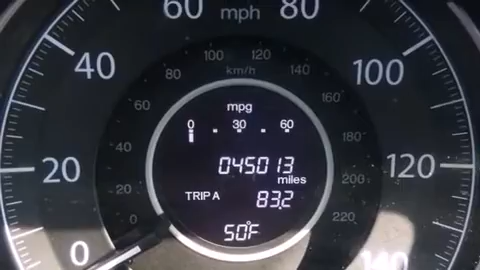 60 mph 80
100 120
80 km/h 140
40 100
60 160
mpg
0 30 60
180
045013
miles
20 120
40 200
TRIP A 83.2
20 220
0
50°F
0 140